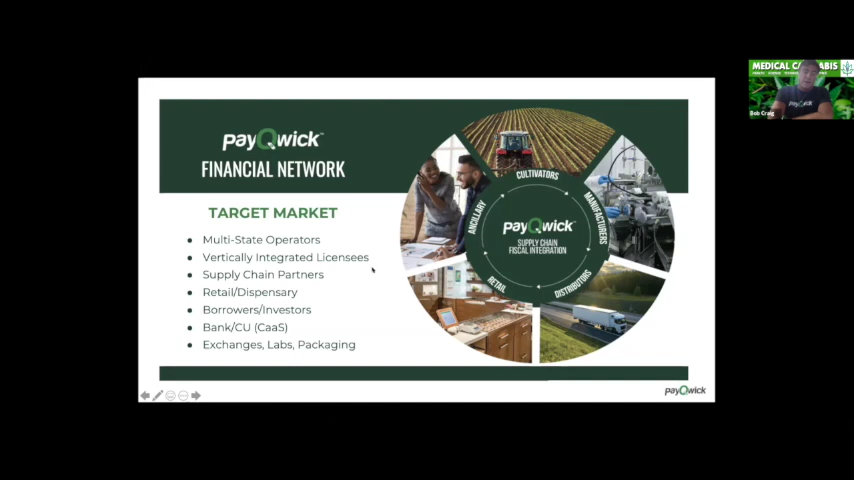 payQwick™
FINANCIAL NETWORK
TARGET MARKET
Multi-State Operators
Vertically Integrated Licensees
Supply Chain Partners
Retail/Dispensary
Borrowers/Investors
Bank/CU (CaaS)
Exchanges, Labs, Packaging
CULTIVATORS
MANUFACTURERS
DISTRIBUTORS
RETAIL
ANCILLARY
payQwick
SUPPLY CHAIN
FISCAL INTEGRATION
payQwick
MEDICAL CANNABIS
payQwick
Bob Craig